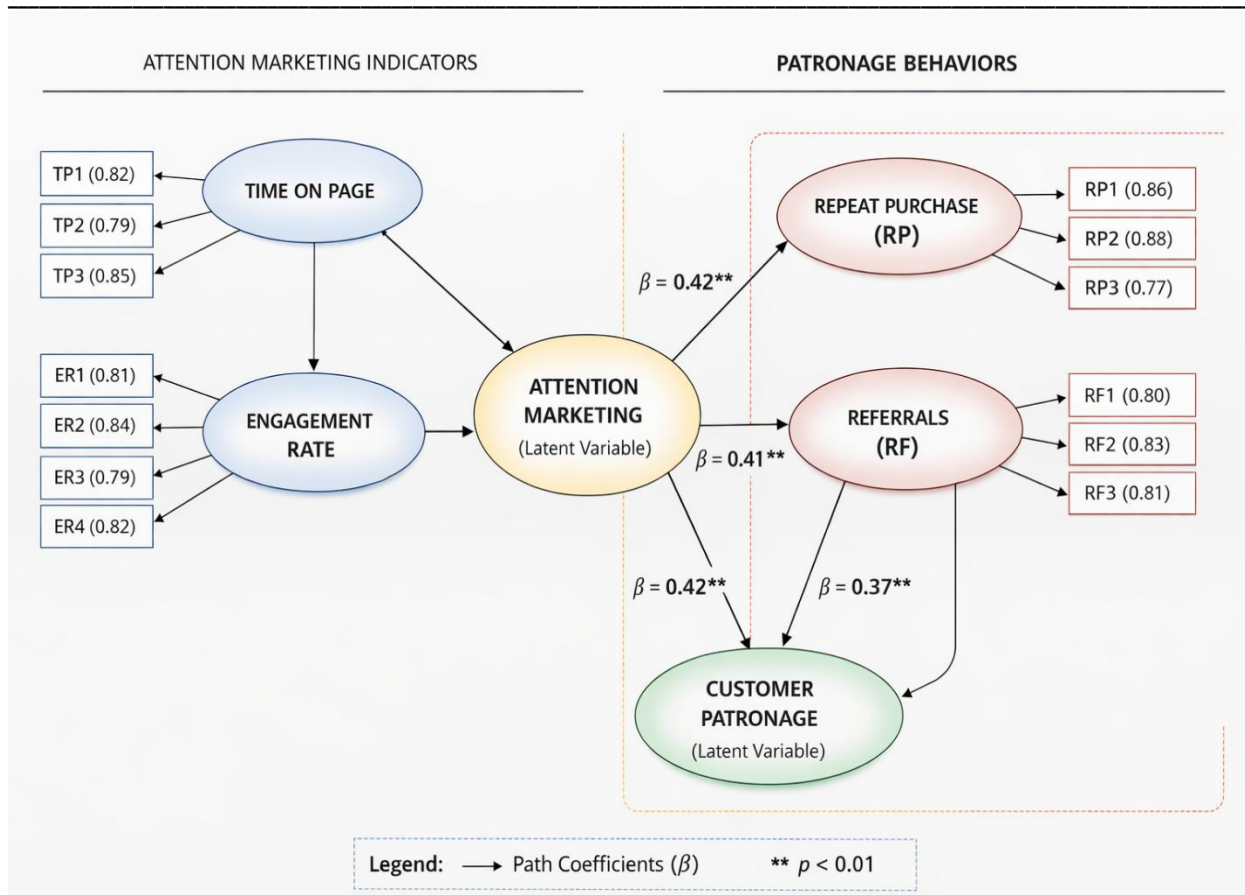 ATTENTION MARKETING INDICATORS
PATRONAGE BEHAVIORS
TP1 (0.82)
TP2 (0.79)
TP3 (0.85)
TIME ON PAGE
ER1 (0.81)
ER2 (0.84)
ER3 (0.79)
ER4 (0.82)
ENGAGEMENT
RATE
ATTENTION
MARKETING
(Latent Variable)
β = 0.42**
β = 0.41**
β = 0.42**
REPEAT PURCHASE
(RP)
RP1 (0.86)
RP2 (0.88)
RP3 (0.77)
REFERRALS
(RF)
RF1 (0.80)
RF2 (0.83)
RF3 (0.81)
β = 0.37**
CUSTOMER
PATRONAGE
(Latent Variable)
Legend: → Path Coefficients (β) ** p < 0.01